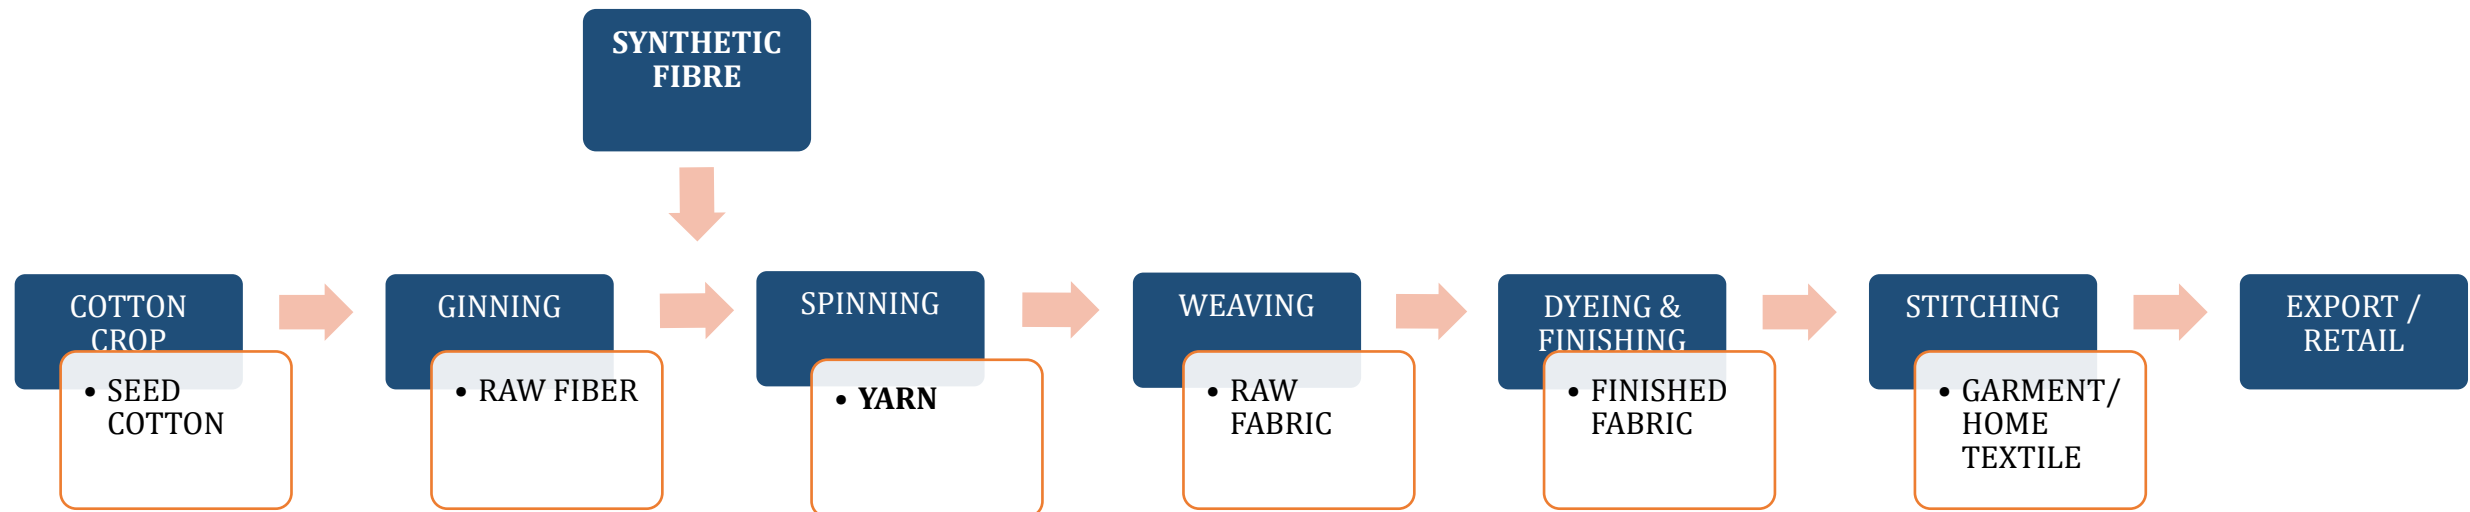 SYNTHETIC
FIBRE
COTTON
CROP
• SEED
COTTON
GINNING
• RAW FIBER
SPINNING
• YARN
WEAVING
• RAW
FABRIC
DYEING &
FINISHING
• FINISHED
FABRIC
STITCHING
• GARMENT/
HOME
TEXTILE
EXPORT /
RETAIL